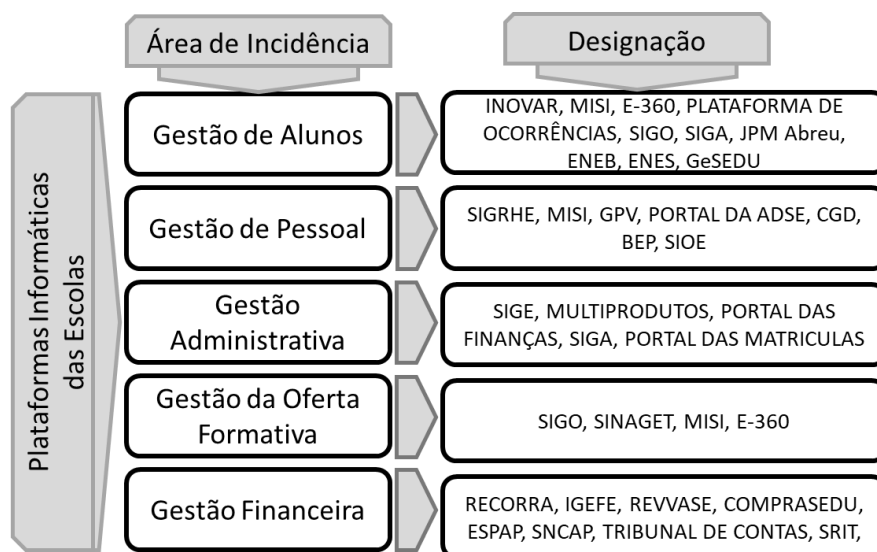 Área de Incidência
Designação
Plataformas Informáticas
das Escolas
Gestão de Alunos
INOVAR, MISI, E-360, PLATAFORMA DE
OCORRÊNCIAS, SIGO, SIGA, JPM Abreu,
ENEB, ENES, GeSEDU
Gestão de Pessoal
SIGRHE, MISI, GPV, PORTAL DA ADSE, CGD,
BEP, SIOE
Gestão
Administrativa
SIGE, MULTIPRODUTOS, PORTAL DAS
FINANÇAS, SIGA, PORTAL DAS MATRICULAS
Gestão da Oferta
Formativa
SIGO, SINAGET, MISI, E-360
Gestão Financeira
RECORRA, IGEFE, REVVASE, COMPRASEDU,
ESPAP, SNCAP, TRIBUNAL DE CONTAS, SRIT,